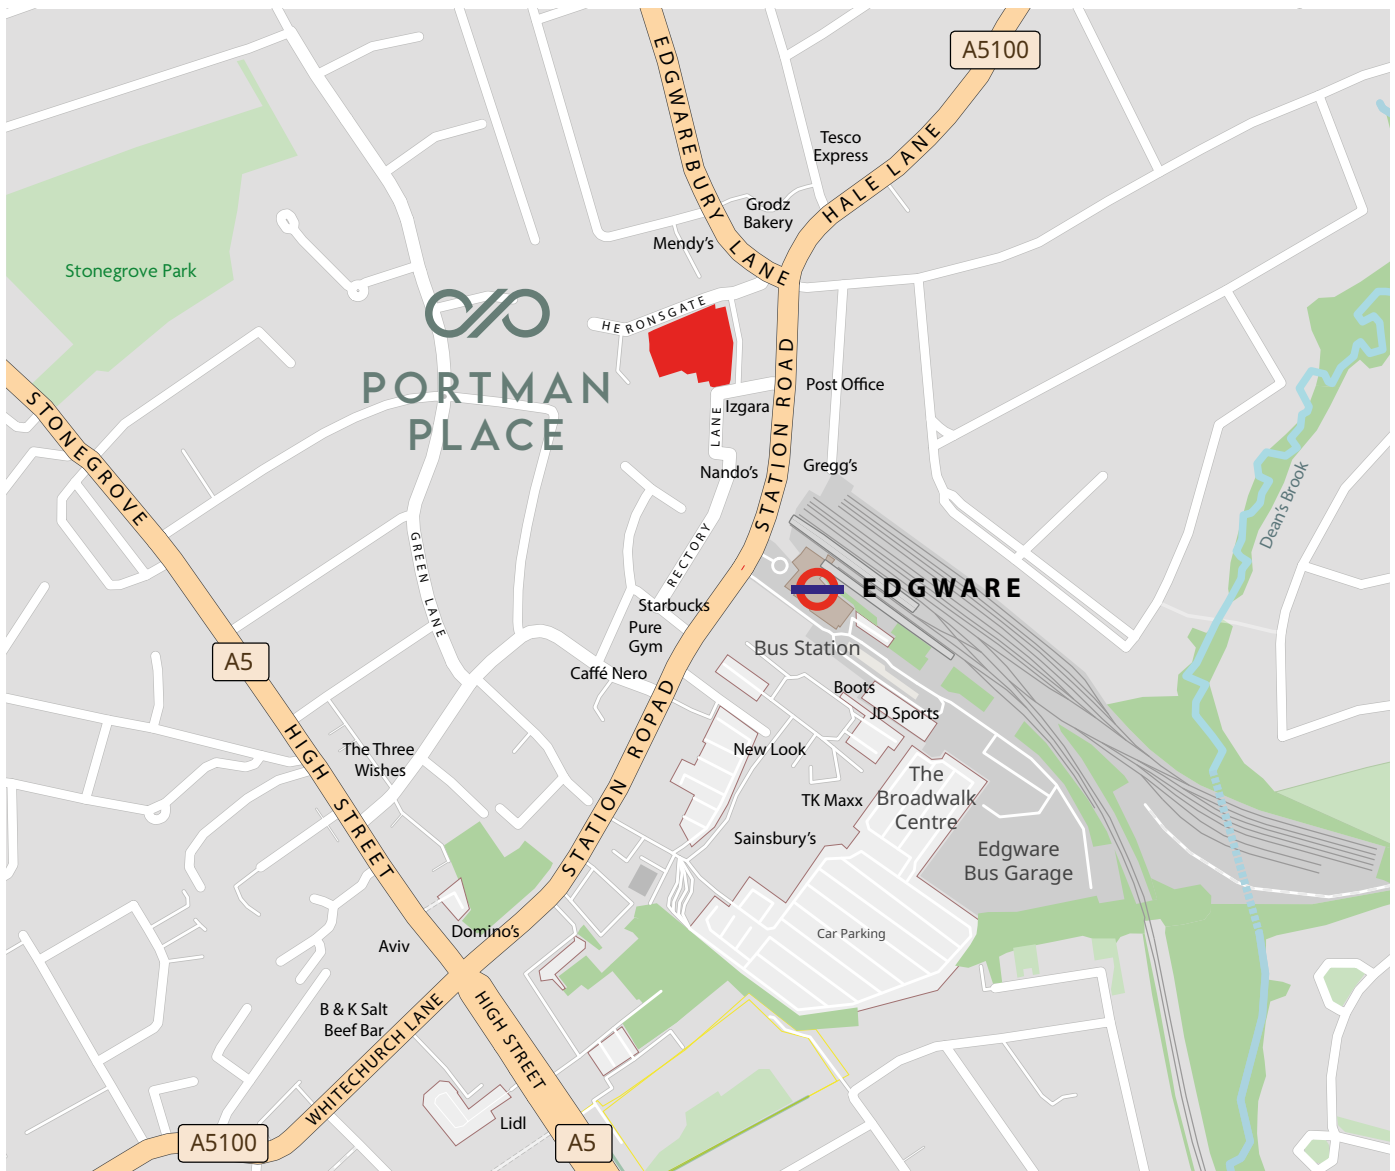 A5100
EDGWAREBURY LANE
HALE LANE
Tesco
Express
Grodz
Bakery
Mendy's
Stonegrove Park
HERONSGATE
PORTMAN
PLACE
STATION ROAD
Post Office
Izgara
RECTORY LANE
Nando's
Gregg's
STONEGROVE
Dean's Brook
GREEN LANE
EDGWARE
Starbucks
Pure
Gym
Bus Station
A5
Caffé Nero
Boots
JD Sports
STATION ROPAD
HIGH STREET
The Three
Wishes
New Look
The
Broadwalk
Centre
TK Maxx
Sainsbury's
Edgware
Bus Garage
Domino's
Aviv
Car Parking
B & K Salt
Beef Bar
WHITECHURCH LANE
HIGH STREET
Lidl
A5100
A5